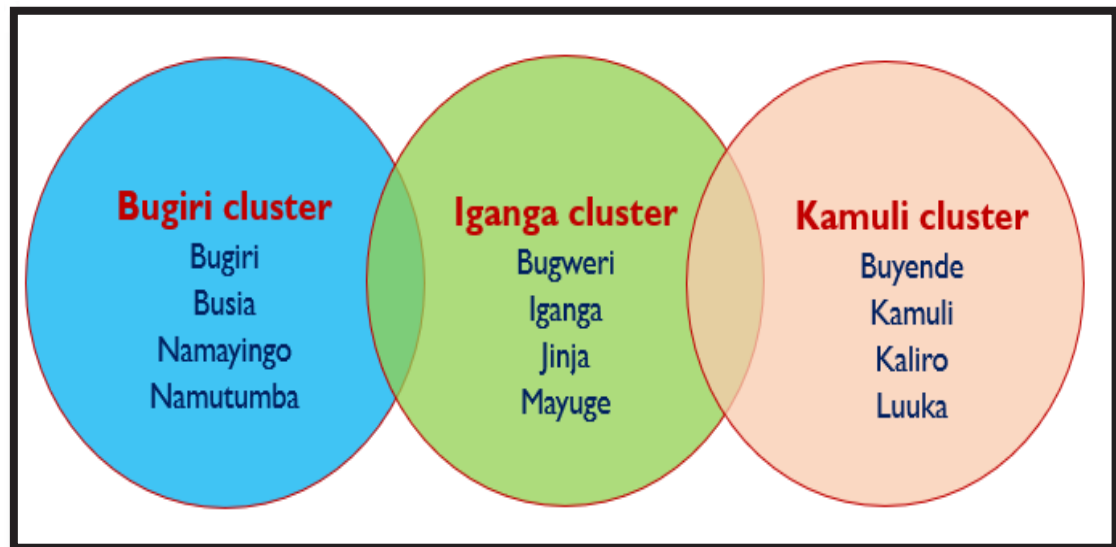 Bugiri cluster
Bugiri
Busia
Namayingo
Namutumba
Iganga cluster
Bugweri
Iganga
Jinja
Mayuge
Kamuli cluster
Buyende
Kamuli
Kaliro
Luuka